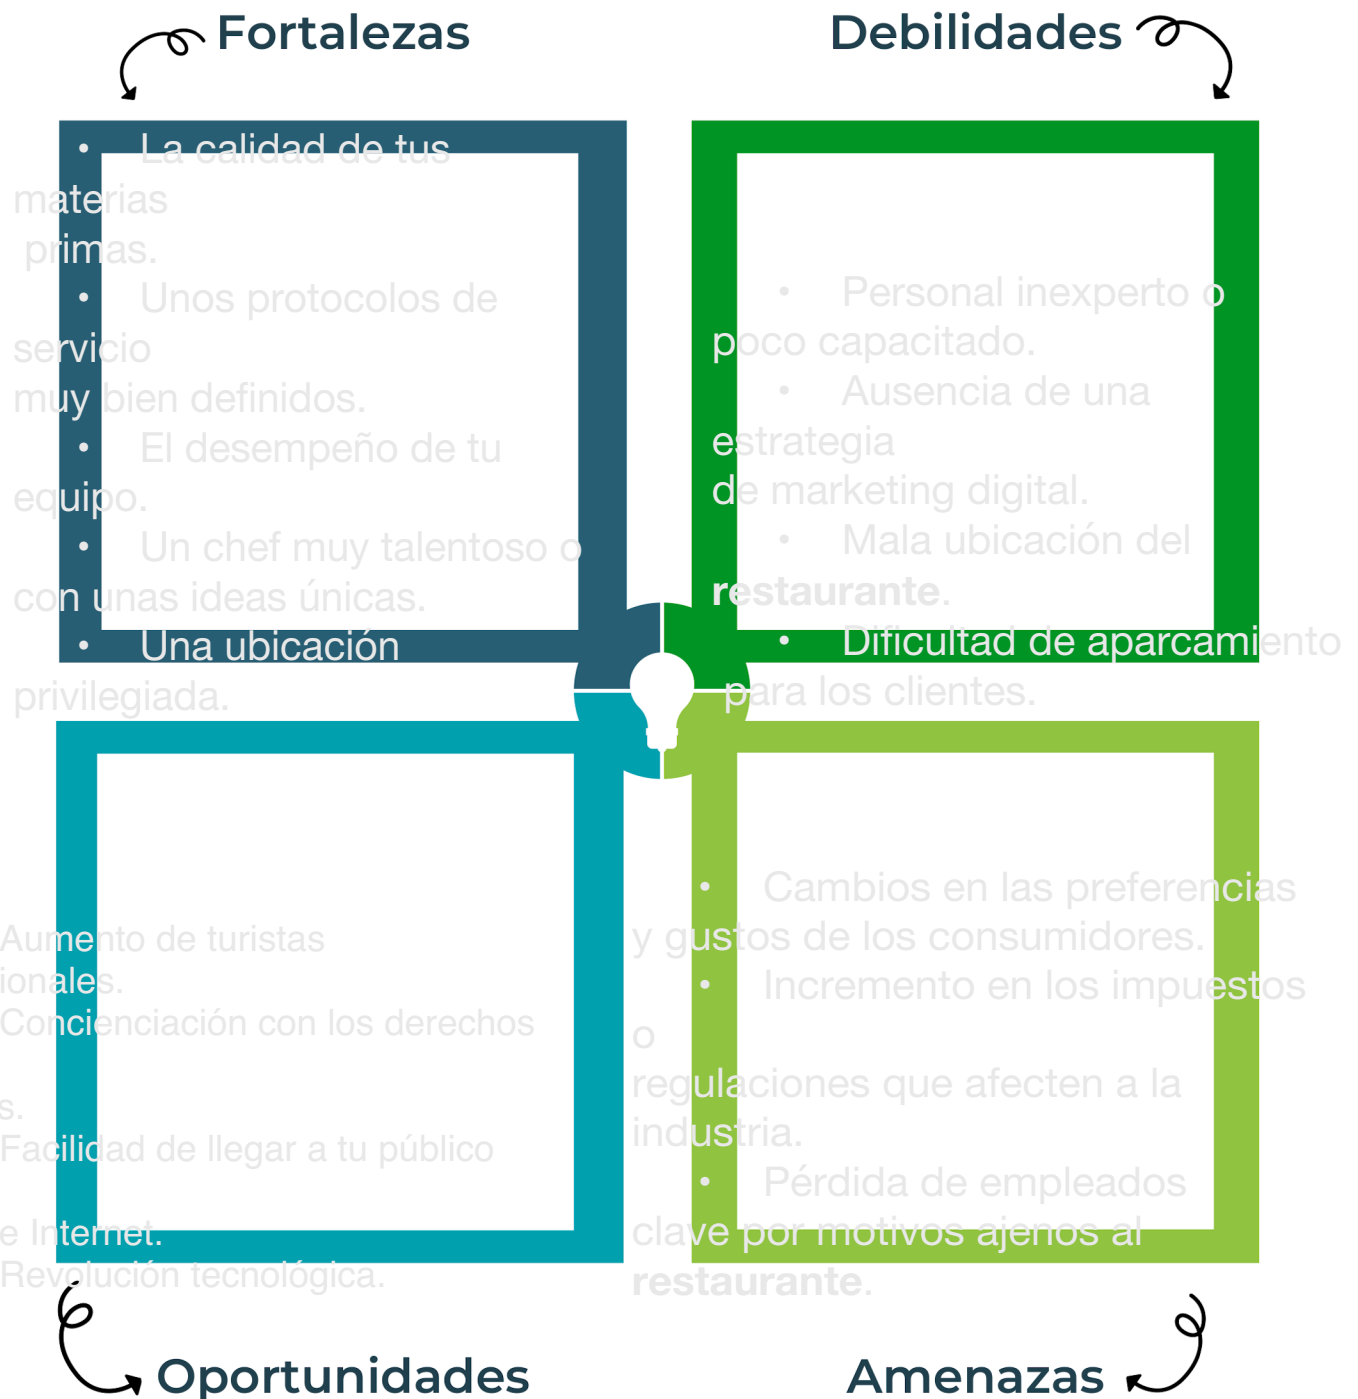 Fortalezas
• La calidad de tus
materias
primas.
• Unos protocolos de
servicio
muy bien definidos.
• El desempeño de tu
equipo.
• Un chef muy talentoso o
con unas ideas únicas.
• Una ubicación
privilegiada.
Debilidades
• Personal inexperto o
poco capacitado.
• Ausencia de una
estrategia
de marketing digital.
• Mala ubicación del
restaurante.
• Dificultad de aparcamiento
para los clientes.
Aumento de turistas
ionales.
Concienciación con los derechos
s.
Facilidad de llegar a tu público
e Internet.
Revolución tecnológica.
Oportunidades
• Cambios en las preferencias
y gustos de los consumidores.
• Incremento en los impuestos
o
regulaciones que afecten a la
industria.
• Pérdida de empleados
clave por motivos ajenos al
restaurante.
Amenazas